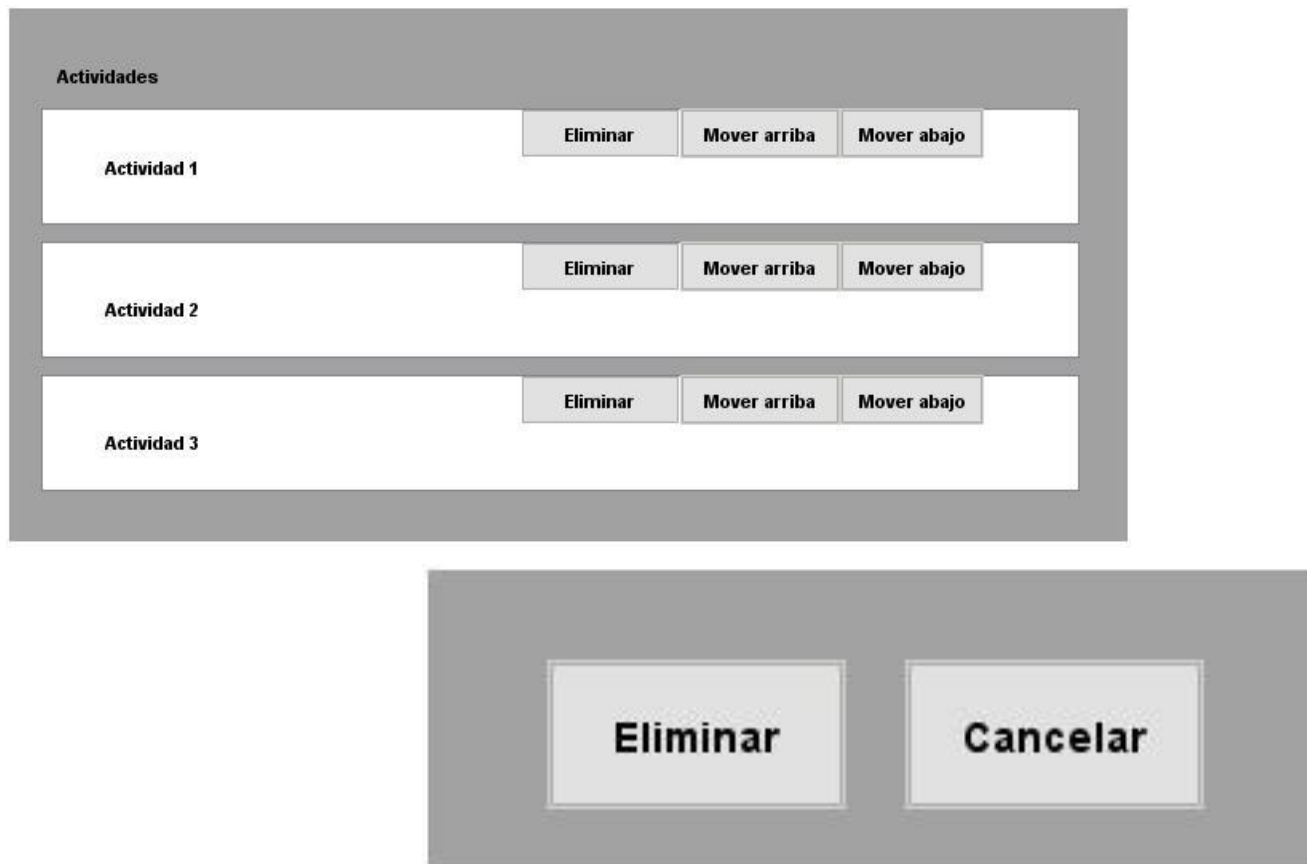 Actividades
Eliminar Mover arriba Mover abajo
Actividad 1
Eliminar Mover arriba Mover abajo
Actividad 2
Eliminar Mover arriba Mover abajo
Actividad 3
Eliminar Cancelar